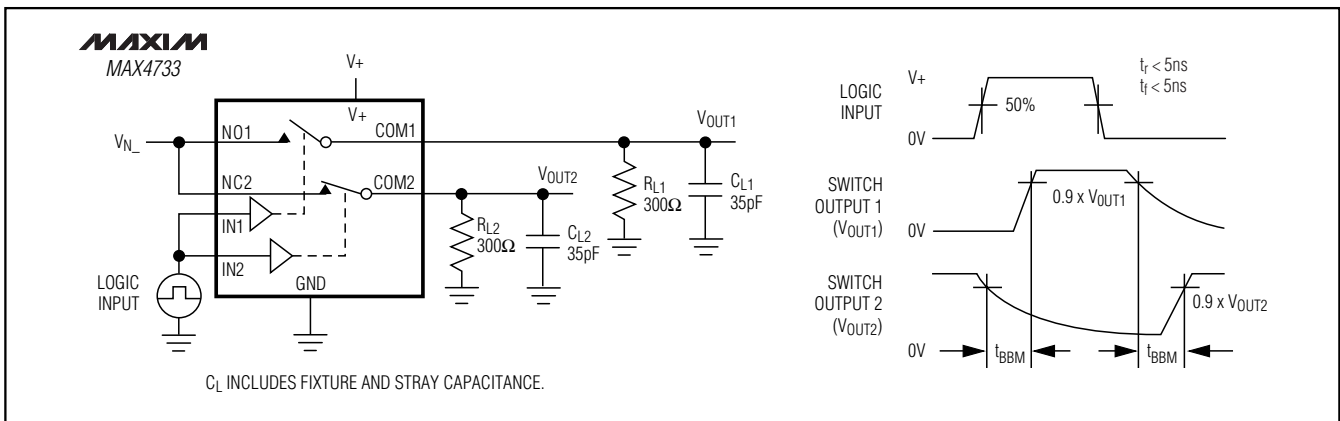 MAXIM
MAX4733
V+
V+
NO1
COM1
VOUT1
VN_
NC2
COM2
VOUT2
IN1
IN2
RL1
300Ω
CL1
35pF
RL2
300Ω
CL2
35pF
LOGIC
INPUT
GND
CL INCLUDES FIXTURE AND STRAY CAPACITANCE.
LOGIC
INPUT
V+
0V
50%
tr < 5ns
tf < 5ns
SWITCH
OUTPUT 1
(VOUT1)
0V
0.9 x VOUT1
SWITCH
OUTPUT 2
(VOUT2)
0V
0.9 x VOUT2
tBBM
tBBM